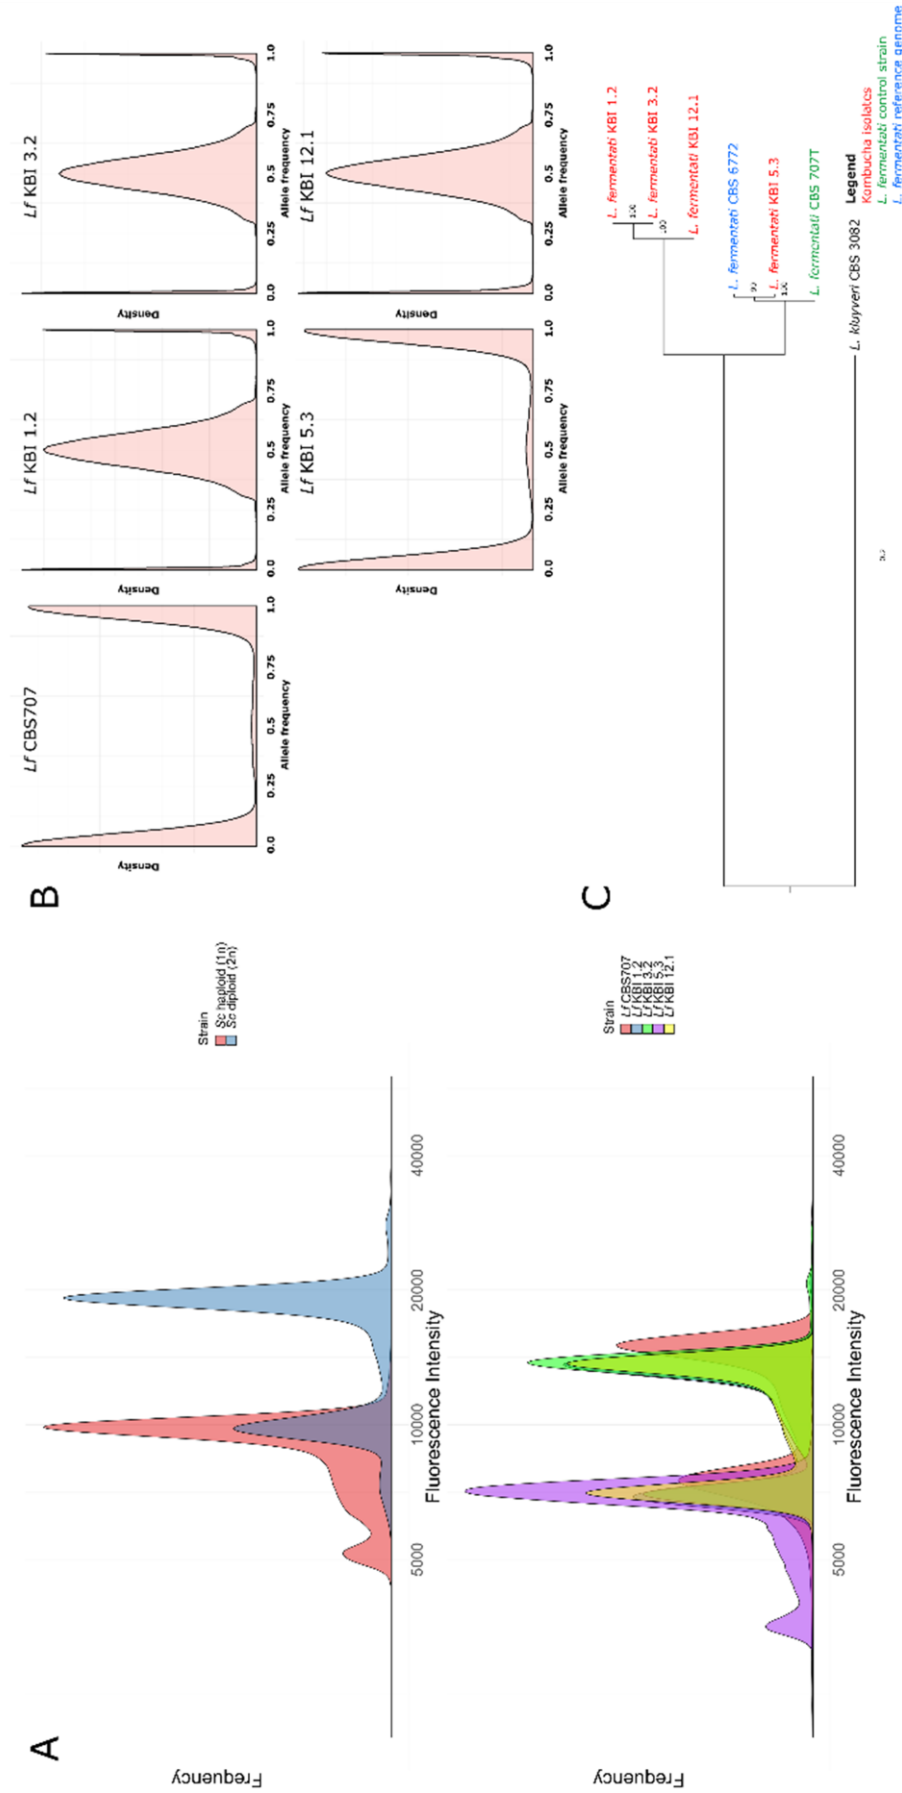 A
Frequency
5000
10000
20000
40000
Fluorescence Intensity
Strain
Sc haploid (1n)
Sc diploid (2n)
Frequency
5000
10000
20000
40000
Fluorescence Intensity
Strain
Lf CBS707
Lf KBI 1.2
Lf KBI 3.2
Lf KBI 5.3
Lf KBI 12.1
B
Lf CBS707
Density
0.0 0.25 0.5 0.75 1.0
Allele frequency
Lf KBI 1.2
Density
0.0 0.25 0.5 0.75 1.0
Allele frequency
Lf KBI 3.2
Density
0.0 0.25 0.5 0.75 1.0
Allele frequency
Lf KBI 5.3
Density
0.0 0.25 0.5 0.75 1.0
Allele frequency
Lf KBI 12.1
0.0 0.25 0.5 0.75 1.0
Allele frequency
C
L. fermentati KBI 1.2
100
L. fermentati KBI 3.2
100
L. fermentati KBI 12.1
L. fermentati CBS 6772
L. fermentati KBI 5.3
100
L. fermentati CBS 707T
L. kluyveri CBS 3082
Legend
Kombucha isolates
L. fermentati control strain
L. fermentati reference genome